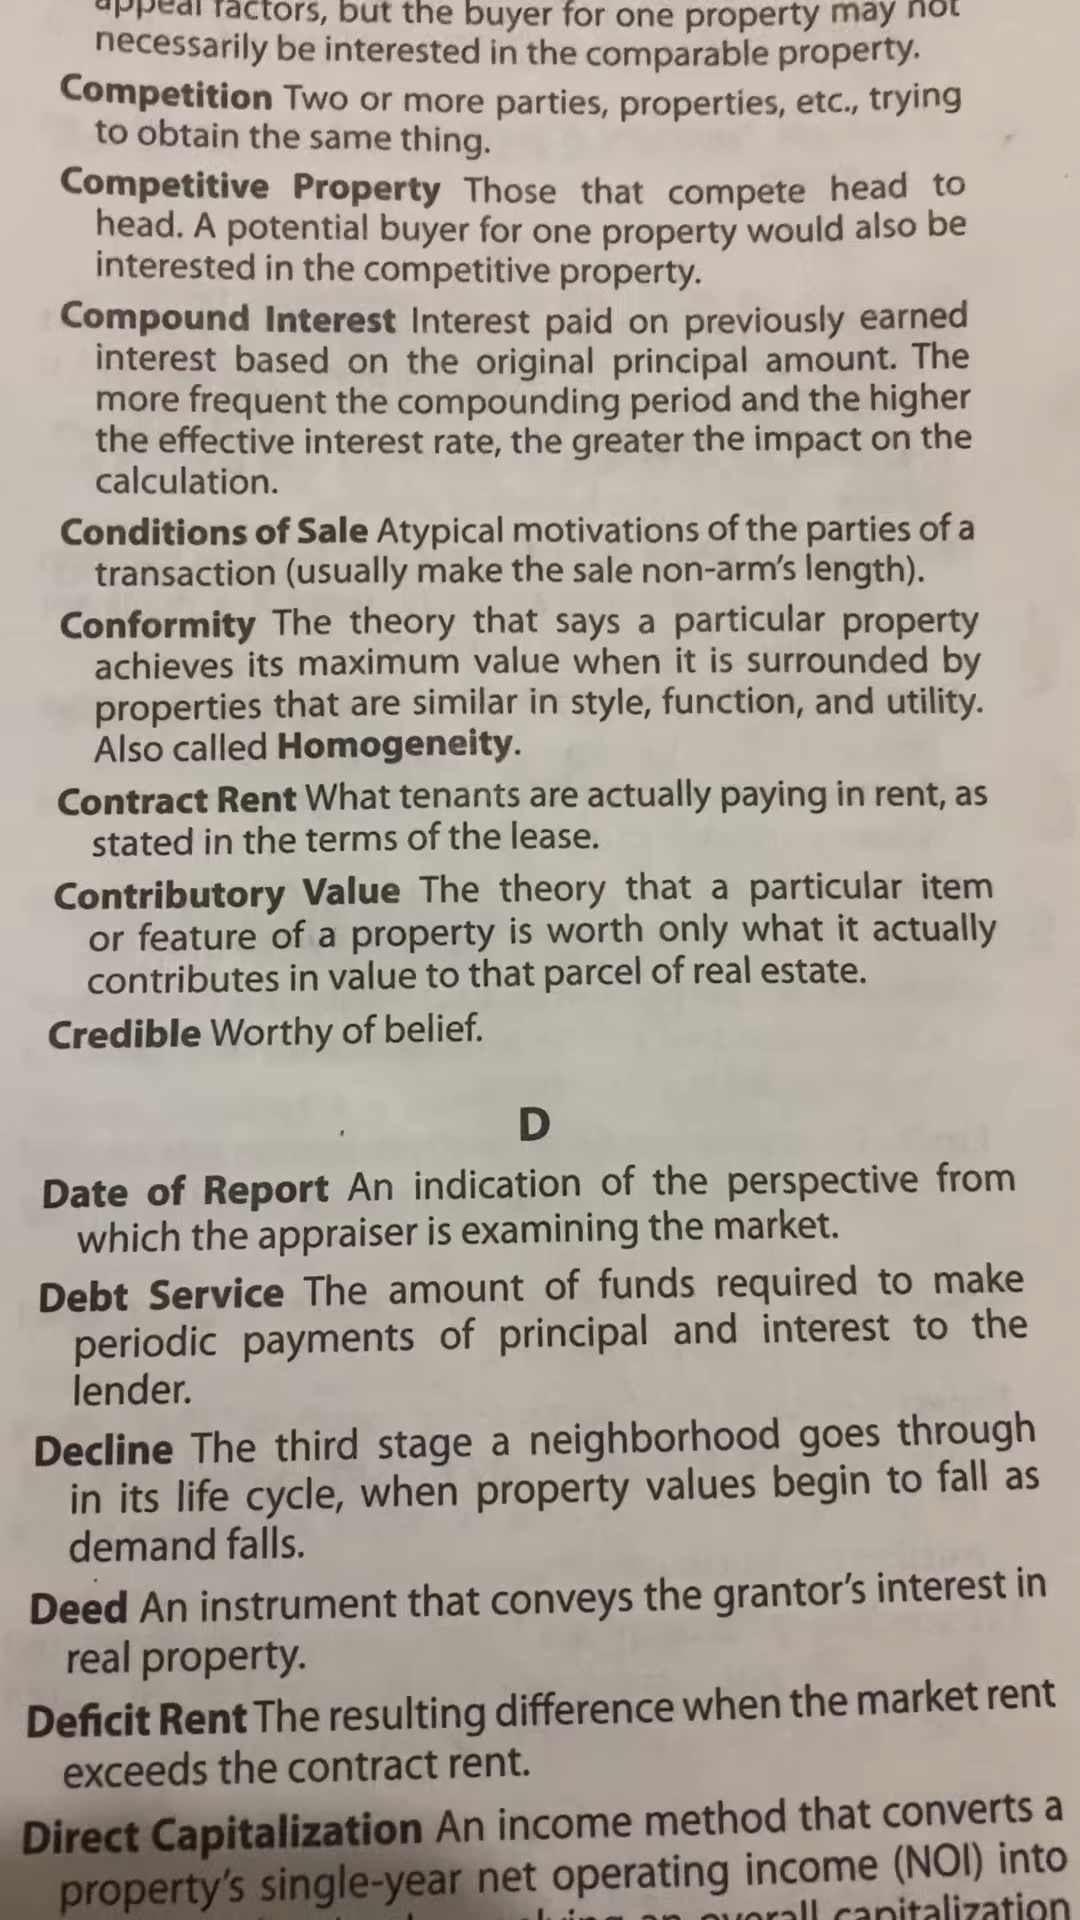 appeal factors, but the buyer for one property may not
necessarily be interested in the comparable property.
Competition Two or more parties, properties, etc., trying
to obtain the same thing.
Competitive Property Those that compete head to
head. A potential buyer for one property would also be
interested in the competitive property.
Compound Interest Interest paid on previously earned
interest based on the original principal amount. The
more frequent the compounding period and the higher
the effective interest rate, the greater the impact on the
calculation.
Conditions of Sale Atypical motivations of the parties of a
transaction (usually make the sale non-arm's length).
Conformity The theory that says a particular property
achieves its maximum value when it is surrounded by
properties that are similar in style, function, and utility.
Also called Homogeneity.
Contract Rent What tenants are actually paying in rent, as
stated in the terms of the lease.
Contributory Value The theory that a particular item
or feature of a property is worth only what it actually
contributes in value to that parcel of real estate.
Credible Worthy of belief.
D
Date of Report An indication of the perspective from
which the appraiser is examining the market.
Debt Service The amount of funds required to make
periodic payments of principal and interest to the
lender.
Decline The third stage a neighborhood goes through
in its life cycle, when property values begin to fall as
demand falls.
Deed An instrument that conveys the grantor's interest in
real property.
Deficit Rent The resulting difference when the market rent
exceeds the contract rent.
Direct Capitalization An income method that converts a
property's single-year net operating income (NOI) into
an overall capitalization